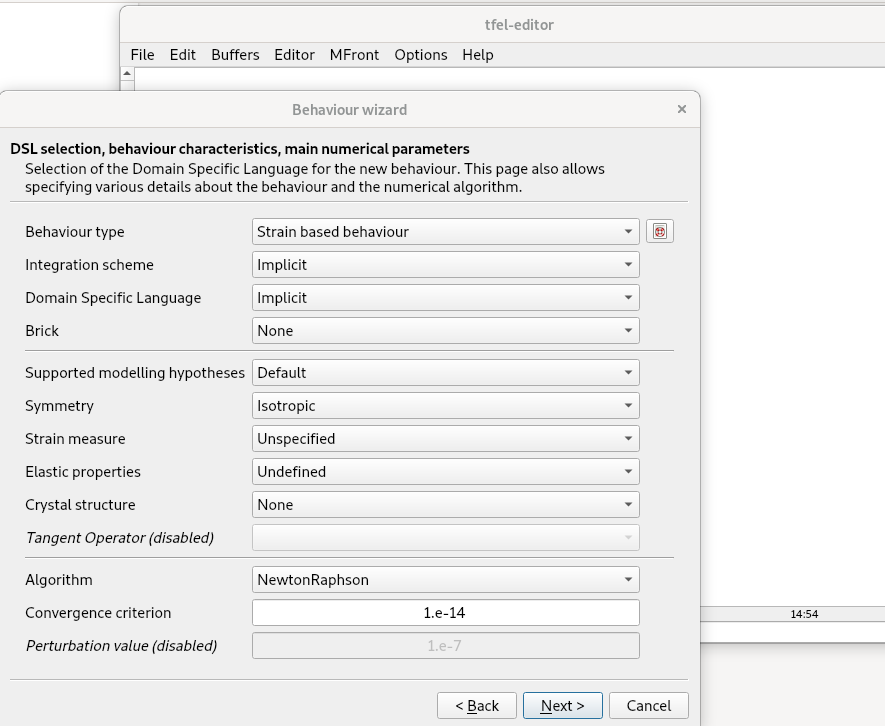 tfel-editor
File Edit Buffers Editor MFront Options Help
Behaviour wizard
DSL selection, behaviour characteristics, main numerical parameters
Selection of the Domain Specific Language for the new behaviour. This page also allows
specifying various details about the behaviour and the numerical algorithm.
Behaviour type Strain based behaviour
Integration scheme Implicit
Domain Specific Language Implicit
Brick None
Supported modelling hypotheses Default
Symmetry Isotropic
Strain measure Unspecified
Elastic properties Undefined
Crystal structure None
Tangent Operator (disabled)
Algorithm NewtonRaphson
Convergence criterion 1.e-14
14:54
Perturbation value (disabled) 1.e-7
< Back Next > Cancel